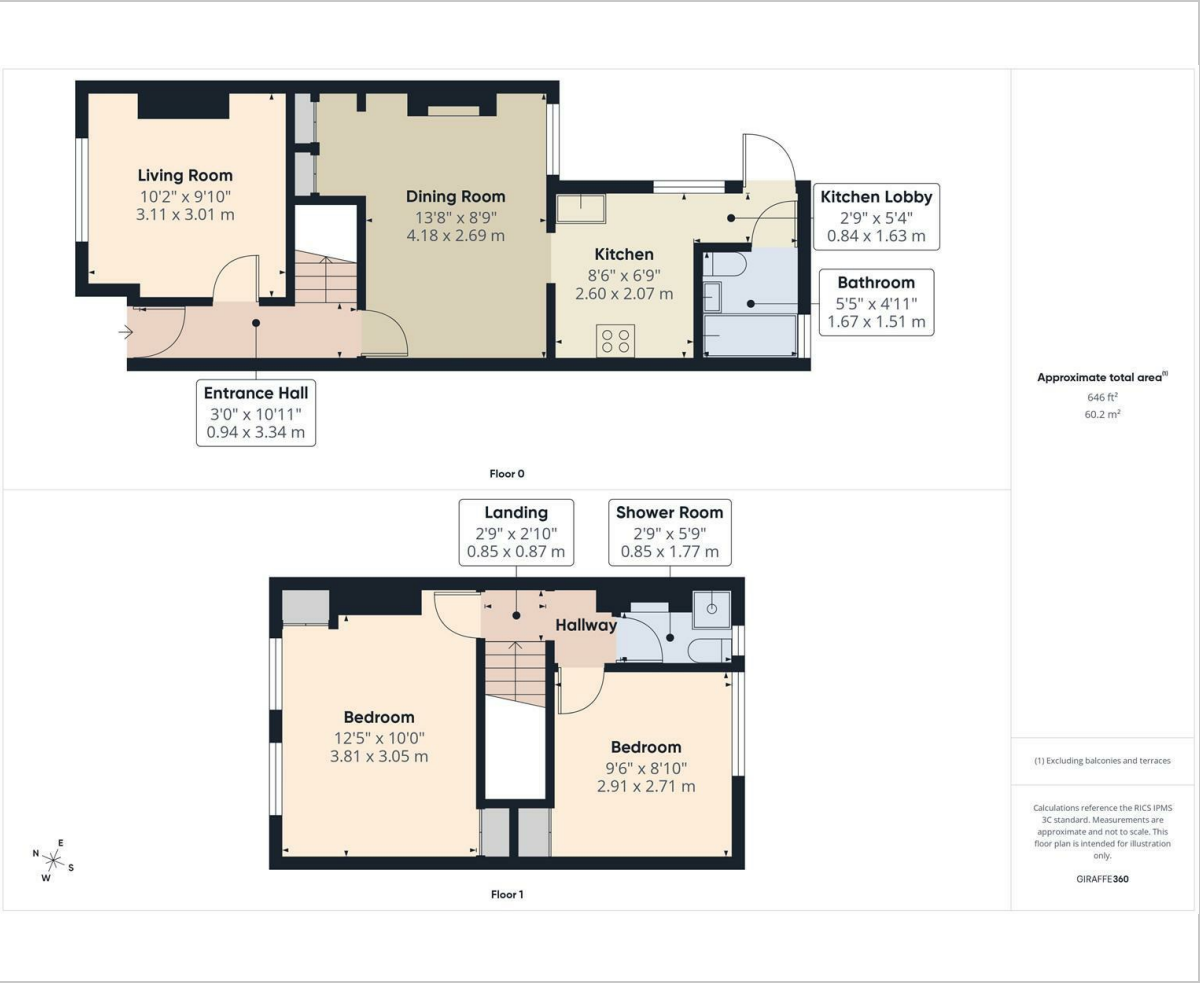 Living Room
10'2" x 9'10"
3.11 x 3.01 m
Dining Room
13'8" x 8'9"
4.18 x 2.69 m
Kitchen
8'6" x 6'9"
2.60 x 2.07 m
Kitchen Lobby
2'9" x 5'4"
0.84 x 1.63 m
Bathroom
5'5" x 4'11"
1.67 x 1.51 m
Entrance Hall
3'0" x 10'11"
0.94 x 3.34 m
Floor 0
Landing
2'9" x 2'10"
0.85 x 0.87 m
Shower Room
2'9" x 5'9"
0.85 x 1.77 m
Hallway
Bedroom
12'5" x 10'0"
3.81 x 3.05 m
Bedroom
9'6" x 8'10"
2.91 x 2.71 m
N
E
S
W
Floor 1
Approximate total area(1)
646 ft²
60.2 m²
(1) Excluding balconies and terraces
Calculations reference the RICS IPMS
3C standard. Measurements are
approximate and not to scale. This
floor plan is intended for illustration
only.
GIRAFFE360